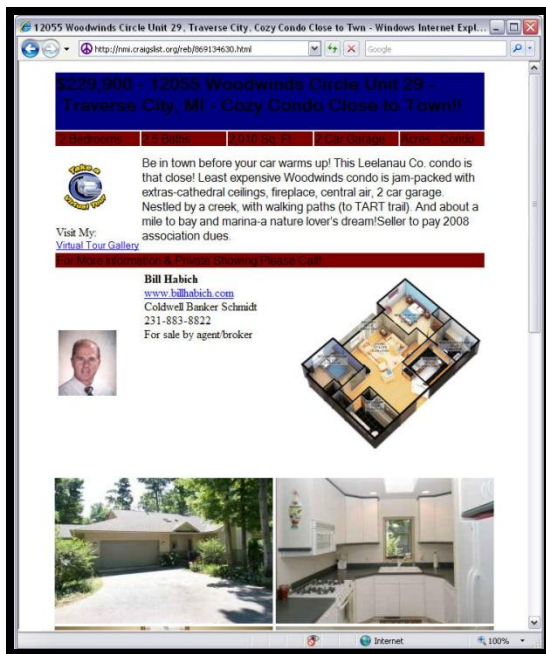 12055 Woodwinds Circle Unit 29, Traverse City, Cozy Condo Close to Twn - Windows Internet Expl...
http://nmi.craigslist.org/reb/869134630.html
Google
$229,900 - 12055 Woodwinds Circle Unit 29 -
Traverse City, MI - Cozy Condo Close to Town!!
2 Bedrooms 2.5 Baths 2,010 Sq. Ft. 2 Car Garage Acres Condo
Take a
Virtual Tour
Visit My:
Virtual Tour Gallery
Be in town before your car warms up! This Leelanau Co. condo is
that close! Least expensive Woodwinds condo is jam-packed with
extras-cathedral ceilings, fireplace, central air, 2 car garage.
Nestled by a creek, with walking paths (to TART trail). And about a
mile to bay and marina-a nature lover's dream!Seller to pay 2008
association dues.
For More Information & Private Showing Please Call!
Bill Habich
www.billhabich.com
Coldwell Banker Schmidt
231-883-8822
For sale by agent/broker
Internet
100%